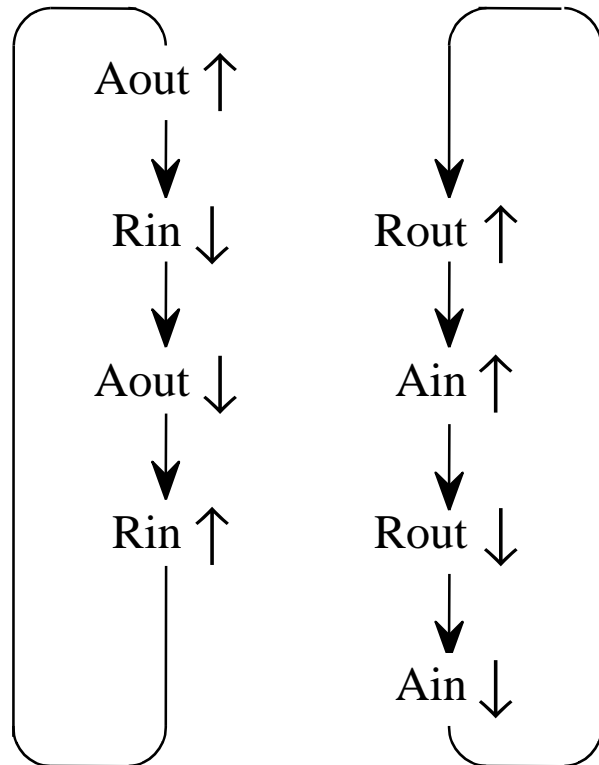 Aout ↑
Rin ↓
Aout ↓
Rin ↑
Rout ↑
Ain ↑
Rout ↓
Ain ↓